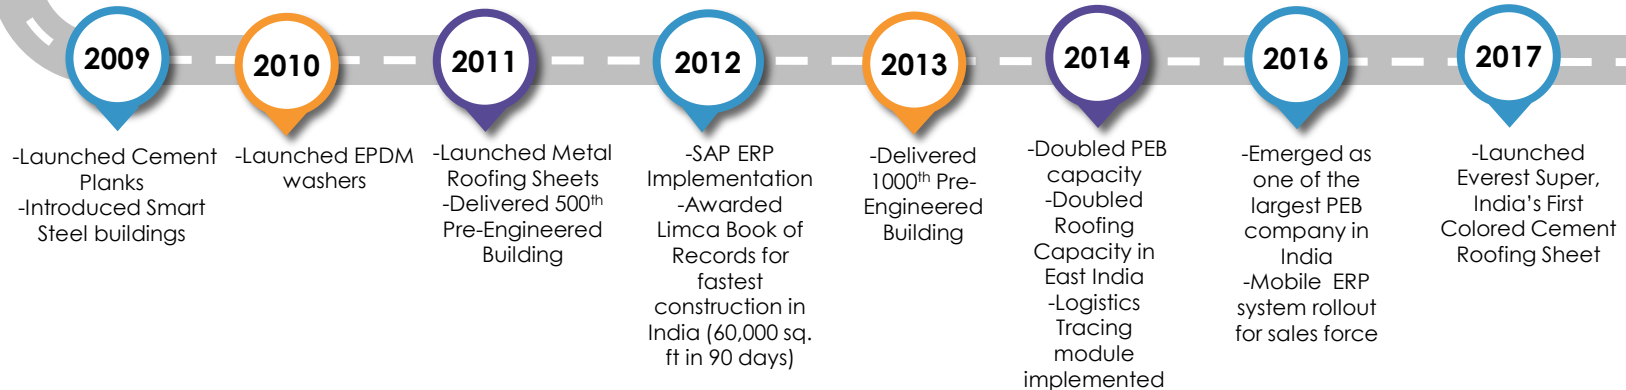 2009
-Launched Cement
Planks
-Introduced Smart
Steel buildings
2010
-Launched EPDM
washers
2011
-Launched Metal
Roofing Sheets
-Delivered 500th
Pre-Engineered
Building
2012
-SAP ERP
Implementation
-Awarded
Limca Book of
Records for
fastest
construction in
India (60,000 sq.
ft in 90 days)
2013
-Delivered
1000th Pre-
Engineered
Building
2014
-Doubled PEB
capacity
-Doubled
Roofing
Capacity in
East India
-Logistics
Tracing
module
implemented
2016
-Emerged as
one of the
largest PEB
company in
India
-Mobile  ERP
system rollout
for sales force
2017
-Launched
Everest Super,
India’s First
Colored Cement
Roofing Sheet